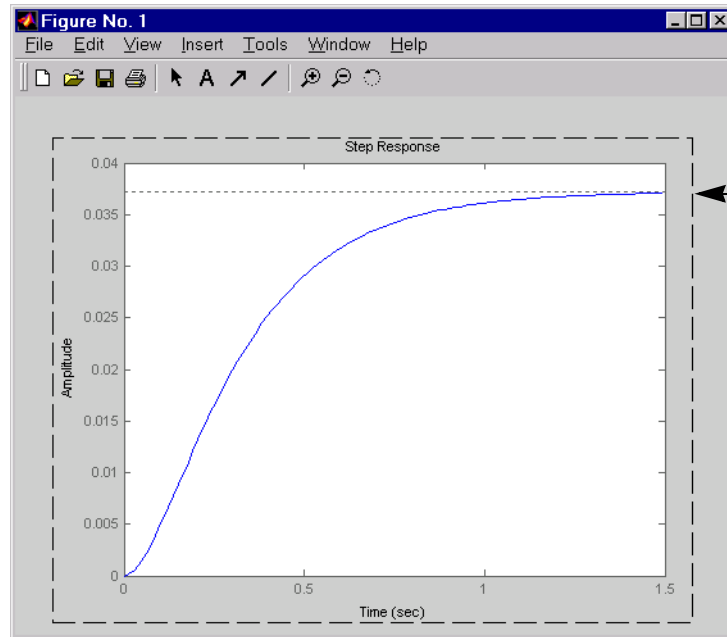 Figure No. 1
File Edit View Insert Tools Window Help
A
Step Response
0.04
0.035
0.03
0.025
0.02
0.015
0.01
0.005
0
Amplitude
0 0.5 1 1.5
Time (sec)